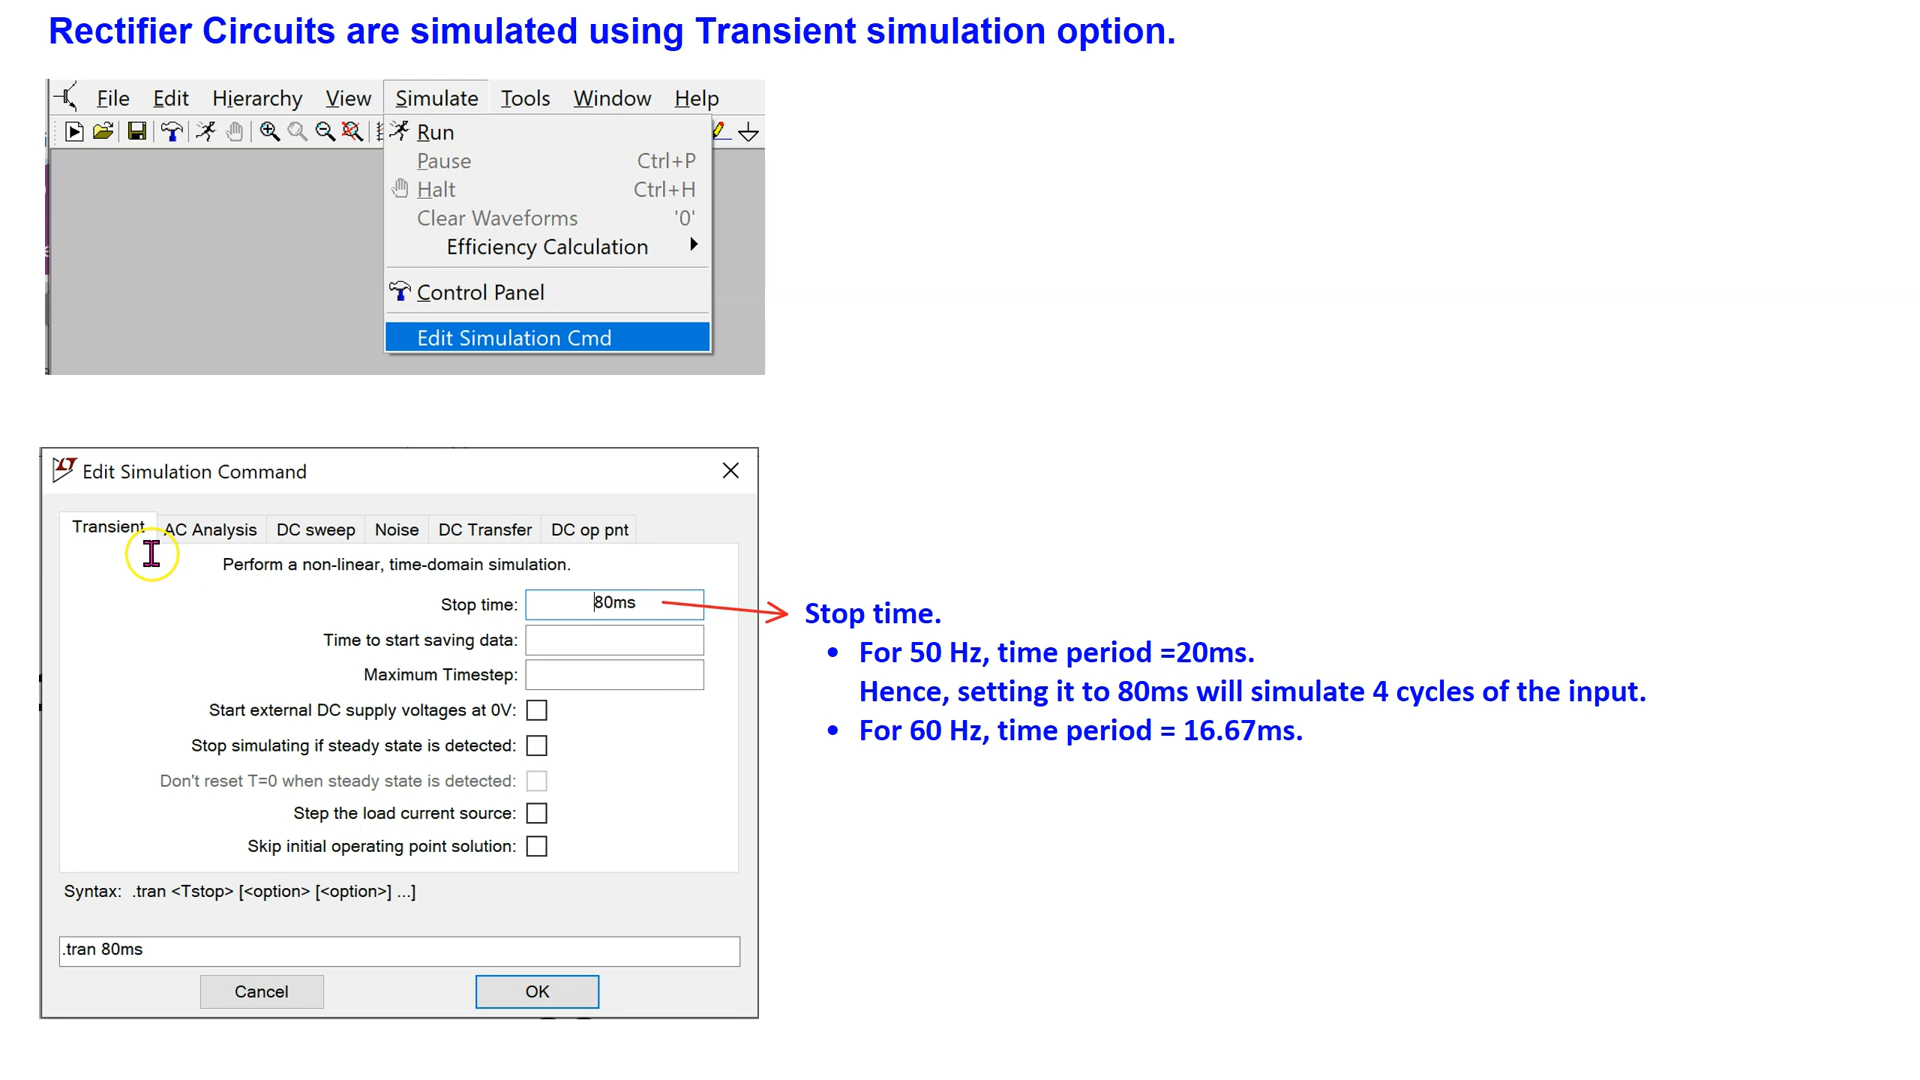 Rectifier Circuits are simulated using Transient simulation option.
File Edit Hierarchy View Simulate Tools Window Help
Run
Pause Ctrl+P
Halt Ctrl+H
Clear Waveforms '0'
Efficiency Calculation
Control Panel
Edit Simulation Cmd
Edit Simulation Command
Transient AC Analysis DC sweep Noise DC Transfer DC op pnt
Perform a non-linear, time-domain simulation.
Stop time: 80ms
Time to start saving data:
Maximum Timestep:
Start external DC supply voltages at 0V:
Stop simulating if steady state is detected:
Don't reset T=0 when steady state is detected:
Step the load current source:
Skip initial operating point solution:
Syntax: .tran <Tstop> [<option> [<option>] ...]
.tran 80ms
Cancel OK
Stop time.
• For 50 Hz, time period =20ms.
Hence, setting it to 80ms will simulate 4 cycles of the input.
• For 60 Hz, time period = 16.67ms.